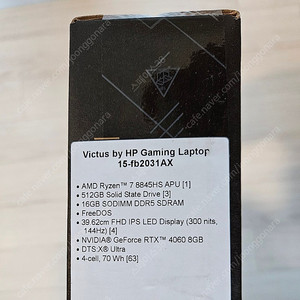 Victus by HP Gaming Laptop
15-fb2031AX
• AMD Ryzen™ 7 8845HS APU [1]
• 512GB Solid State Drive [3]
• 16GB SODIMM DDR5 SDRAM
• FreeDOS
• 39.62cm FHD IPS LED Display (300 nits,
144Hz) [4]
• NVIDIA® GeForce RTX™ 4060 8GB
• DTS:X® Ultra
• 4-cell, 70 Wh [63]